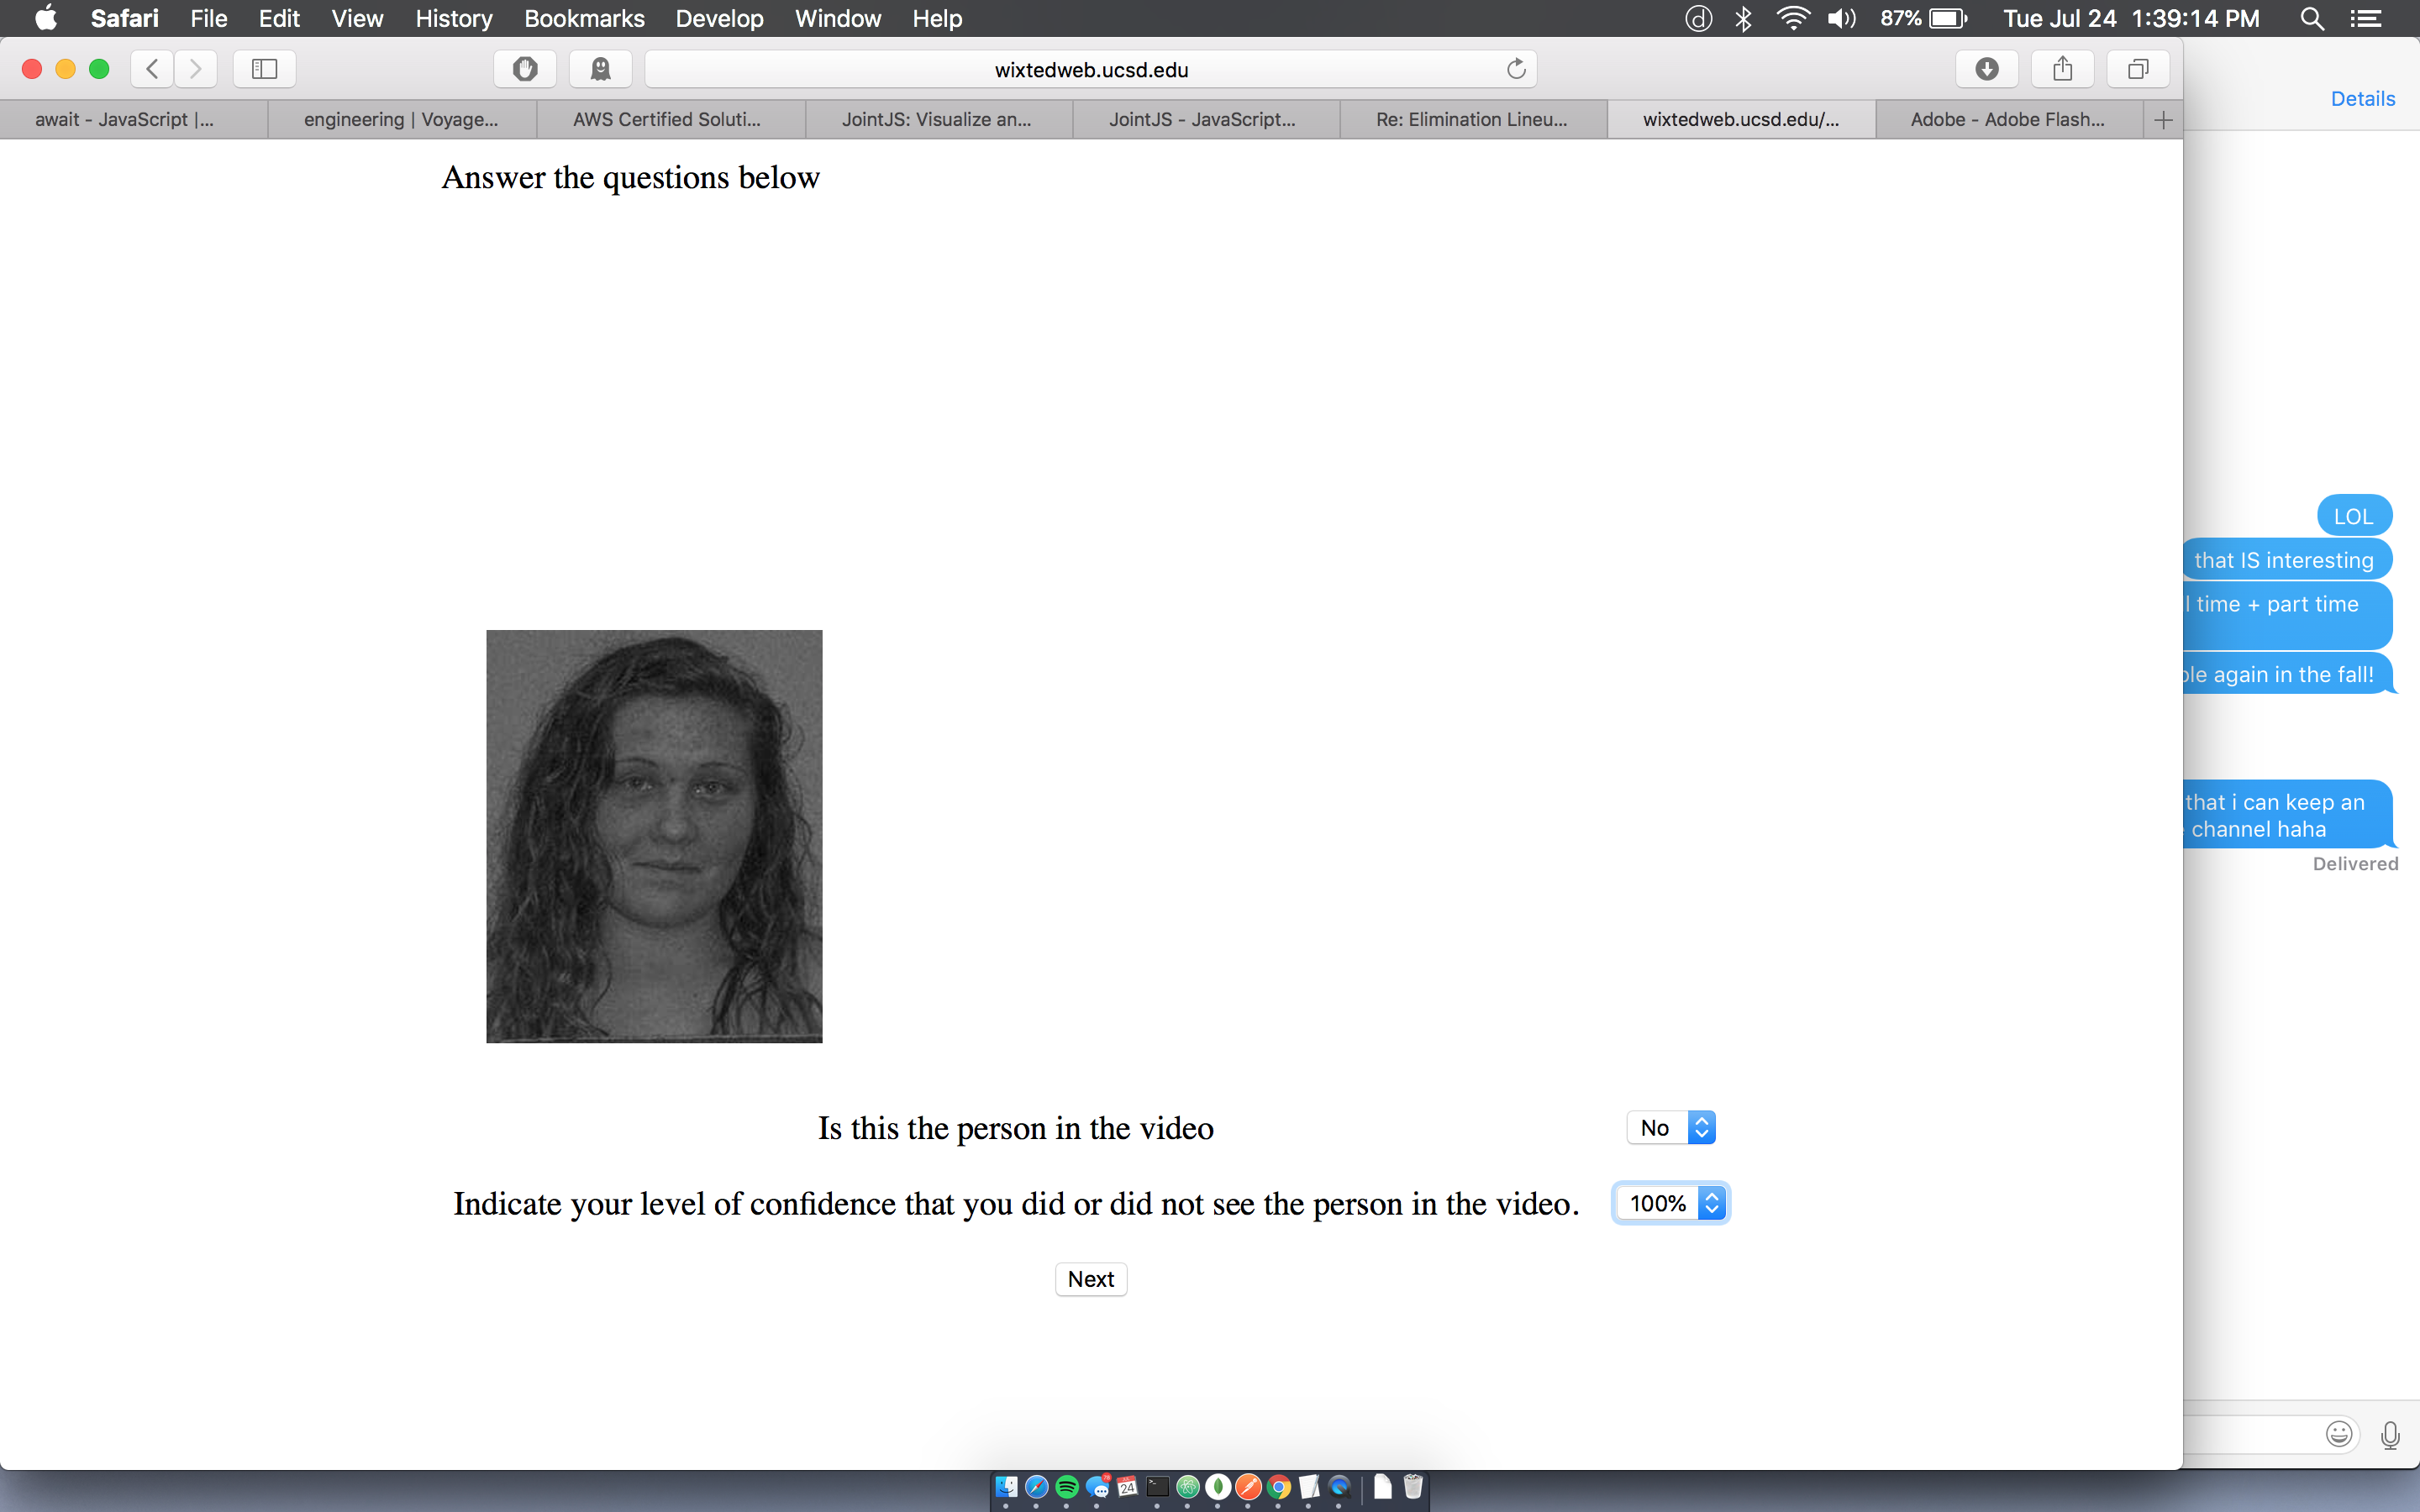 Safari File Edit View History Bookmarks Develop Window Help 87% Tue Jul 24 1:39:14 PM
wixtedweb.ucsd.edu
Details
await - JavaScript |... engineering | Voyage... AWS Certified Soluti... JointJS: Visualize an... JointJS - JavaScript... Re: Elimination Lineu... wixtedweb.ucsd.edu/... Adobe - Adobe Flash...
Answer the questions below
LOL
that IS interesting
time + part time
again in the fall!
that i can keep an
channel haha
Delivered
Is this the person in the video No
Indicate your level of confidence that you did or did not see the person in the video. 100%
Next
24